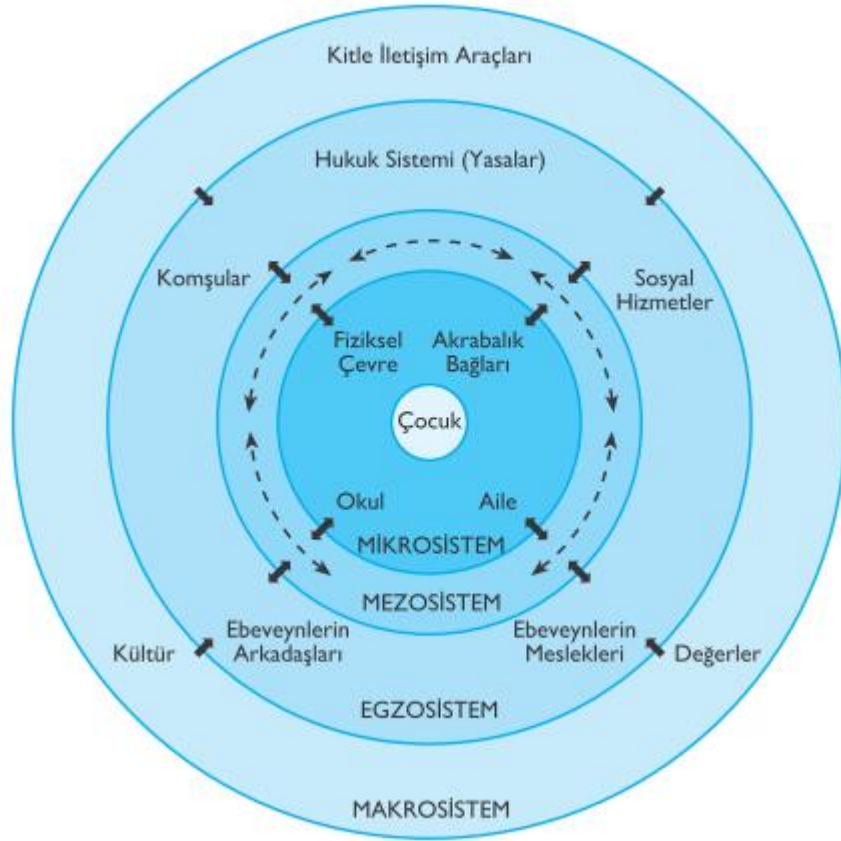 Kitle İletişim Araçları
Hukuk Sistemi (Yasalar)
Komşular
Sosyal
Hizmetler
Fiziksel
Çevre
Akrabalık
Bağları
Çocuk
Okul
Aile
MİKROSİSTEM
MEZOSİSTEM
Kültür
Ebeveynlerin
Arkadaşları
Ebeveynlerin
Meslekleri
Değerler
EGZOSİSTEM
MAKROSİSTEM